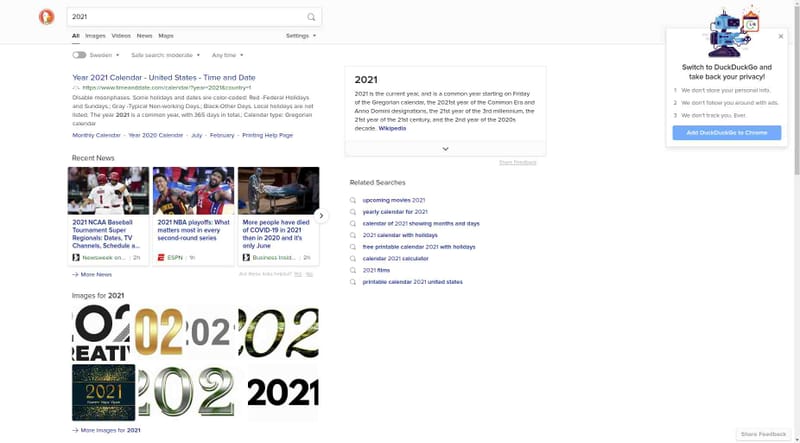 2021
All Images Videos News Maps Settings
Sweden Safe search: moderate Any time
Year 2021 Calendar - United States - Time and Date
https://www.timeanddate.com/calendar/?year=2021&country=1
Disable moonphases. Some holidays and dates are color-coded: Red -Federal Holidays
and Sundays.; Gray -Typical Non-working Days.; Black-Other Days. Local holidays are not
listed. The year 2021 is a common year, with 365 days in total.; Calendar type: Gregorian
calendar
Monthly Calendar Year 2020 Calendar July February Printing Help Page
Recent News
2021 NCAA Baseball
Tournament Super
Regionals: Dates, TV
Channels, Schedule a...
Newsweek on... 2h
2021 NBA playoffs: What
matters most in every
second-round series
ESPN 1h
More people have died
of COVID-19 in 2021
than in 2020 and it's
only June
Business Insid... 2h
More News
Are these links helpful? Yes No
Images for 2021
202
REATIV
02
202
202
2021
202
2021
More Images for 2021
2021
2021 is the current year, and is a common year starting on Friday
of the Gregorian calendar, the 2021st year of the Common Era and
Anno Domini designations, the 21st year of the 3rd millennium, the
21st year of the 21st century, and the 2nd year of the 2020s
decade. Wikipedia
Share Feedback
Related Searches
upcoming movies 2021
yearly calendar for 2021
calendar of 2021 showing months and days
2021 calendar with holidays
free printable calendar 2021 with holidays
calendar 2021 calculator
2021 films
printable calendar 2021 united states
Switch to DuckDuckGo and
take back your privacy!
1 We don't store your personal info.
2 We don't follow you around with ads.
3 We don't track you. Ever.
Add DuckDuckGo to Chrome
Share Feedback